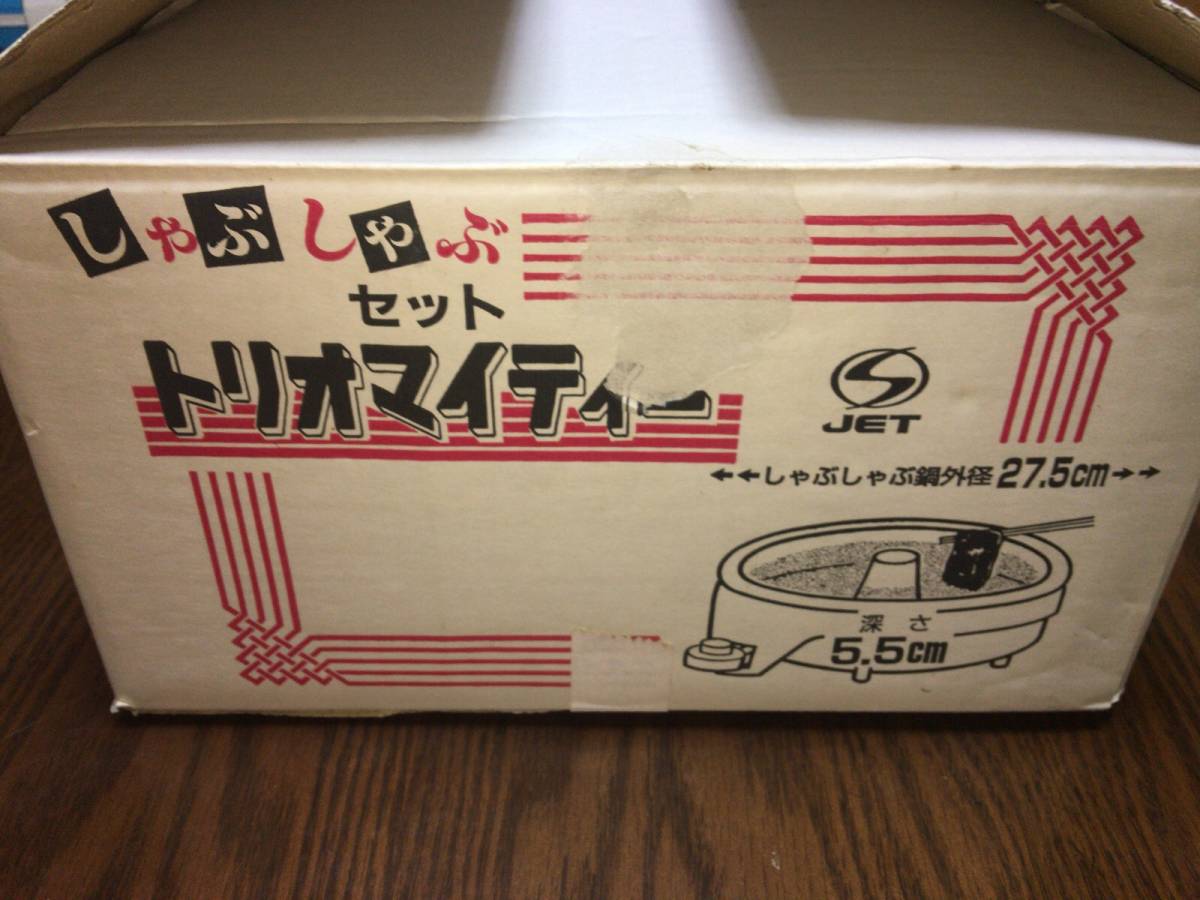 しゃぶしゃぶ
セット
トリオマイティー
JET
←←しゃぶしゃぶ鍋外径27.5cm→→
深さ
5.5cm